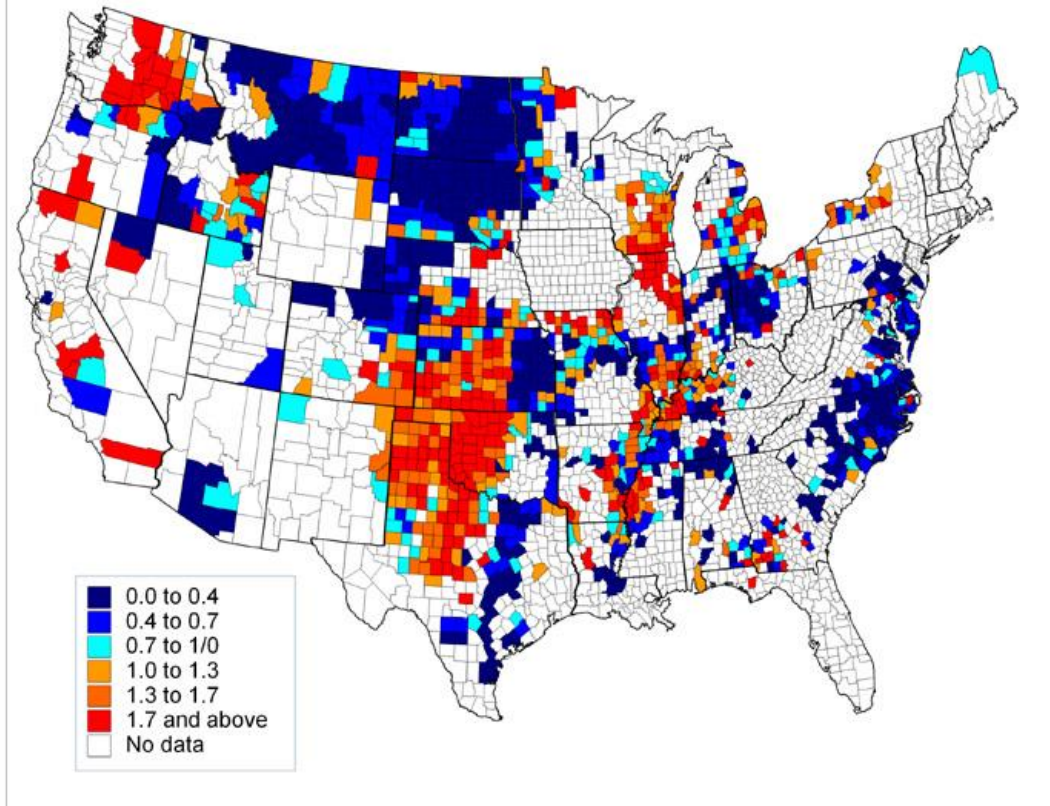 0.0 to 0.4
0.4 to 0.7
0.7 to 1/0
1.0 to 1.3
1.3 to 1.7
1.7 and above
No data